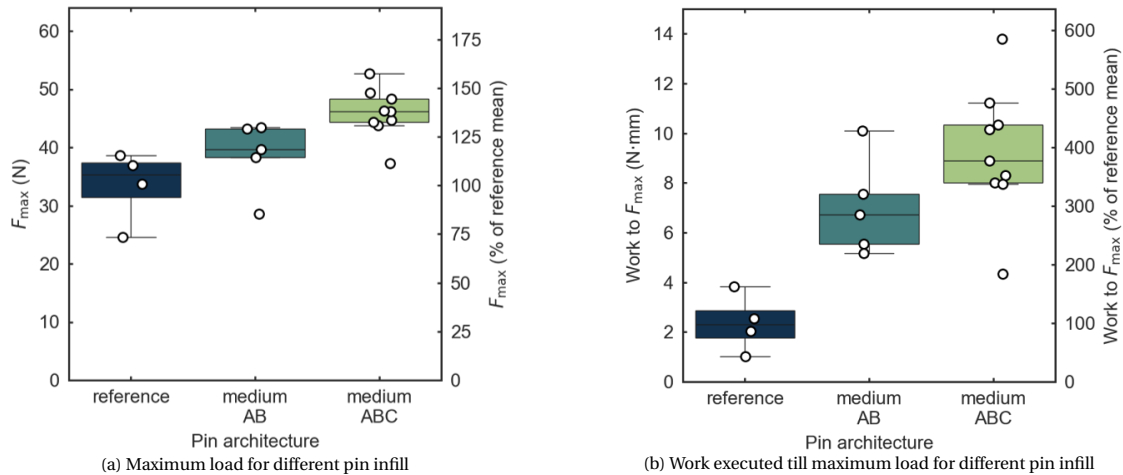 60
50
40
30
20
10
0
F_max (N)
175
150
125
100
75
50
25
0
F_max (% of reference mean)
reference
medium
AB
medium
ABC
Pin architecture
(a) Maximum load for different pin infill
14
12
10
8
6
4
2
0
Work to F_max (N·mm)
600
500
400
300
200
100
0
Work to F_max (% of reference mean)
reference
medium
AB
medium
ABC
Pin architecture
(b) Work executed till maximum load for different pin infill